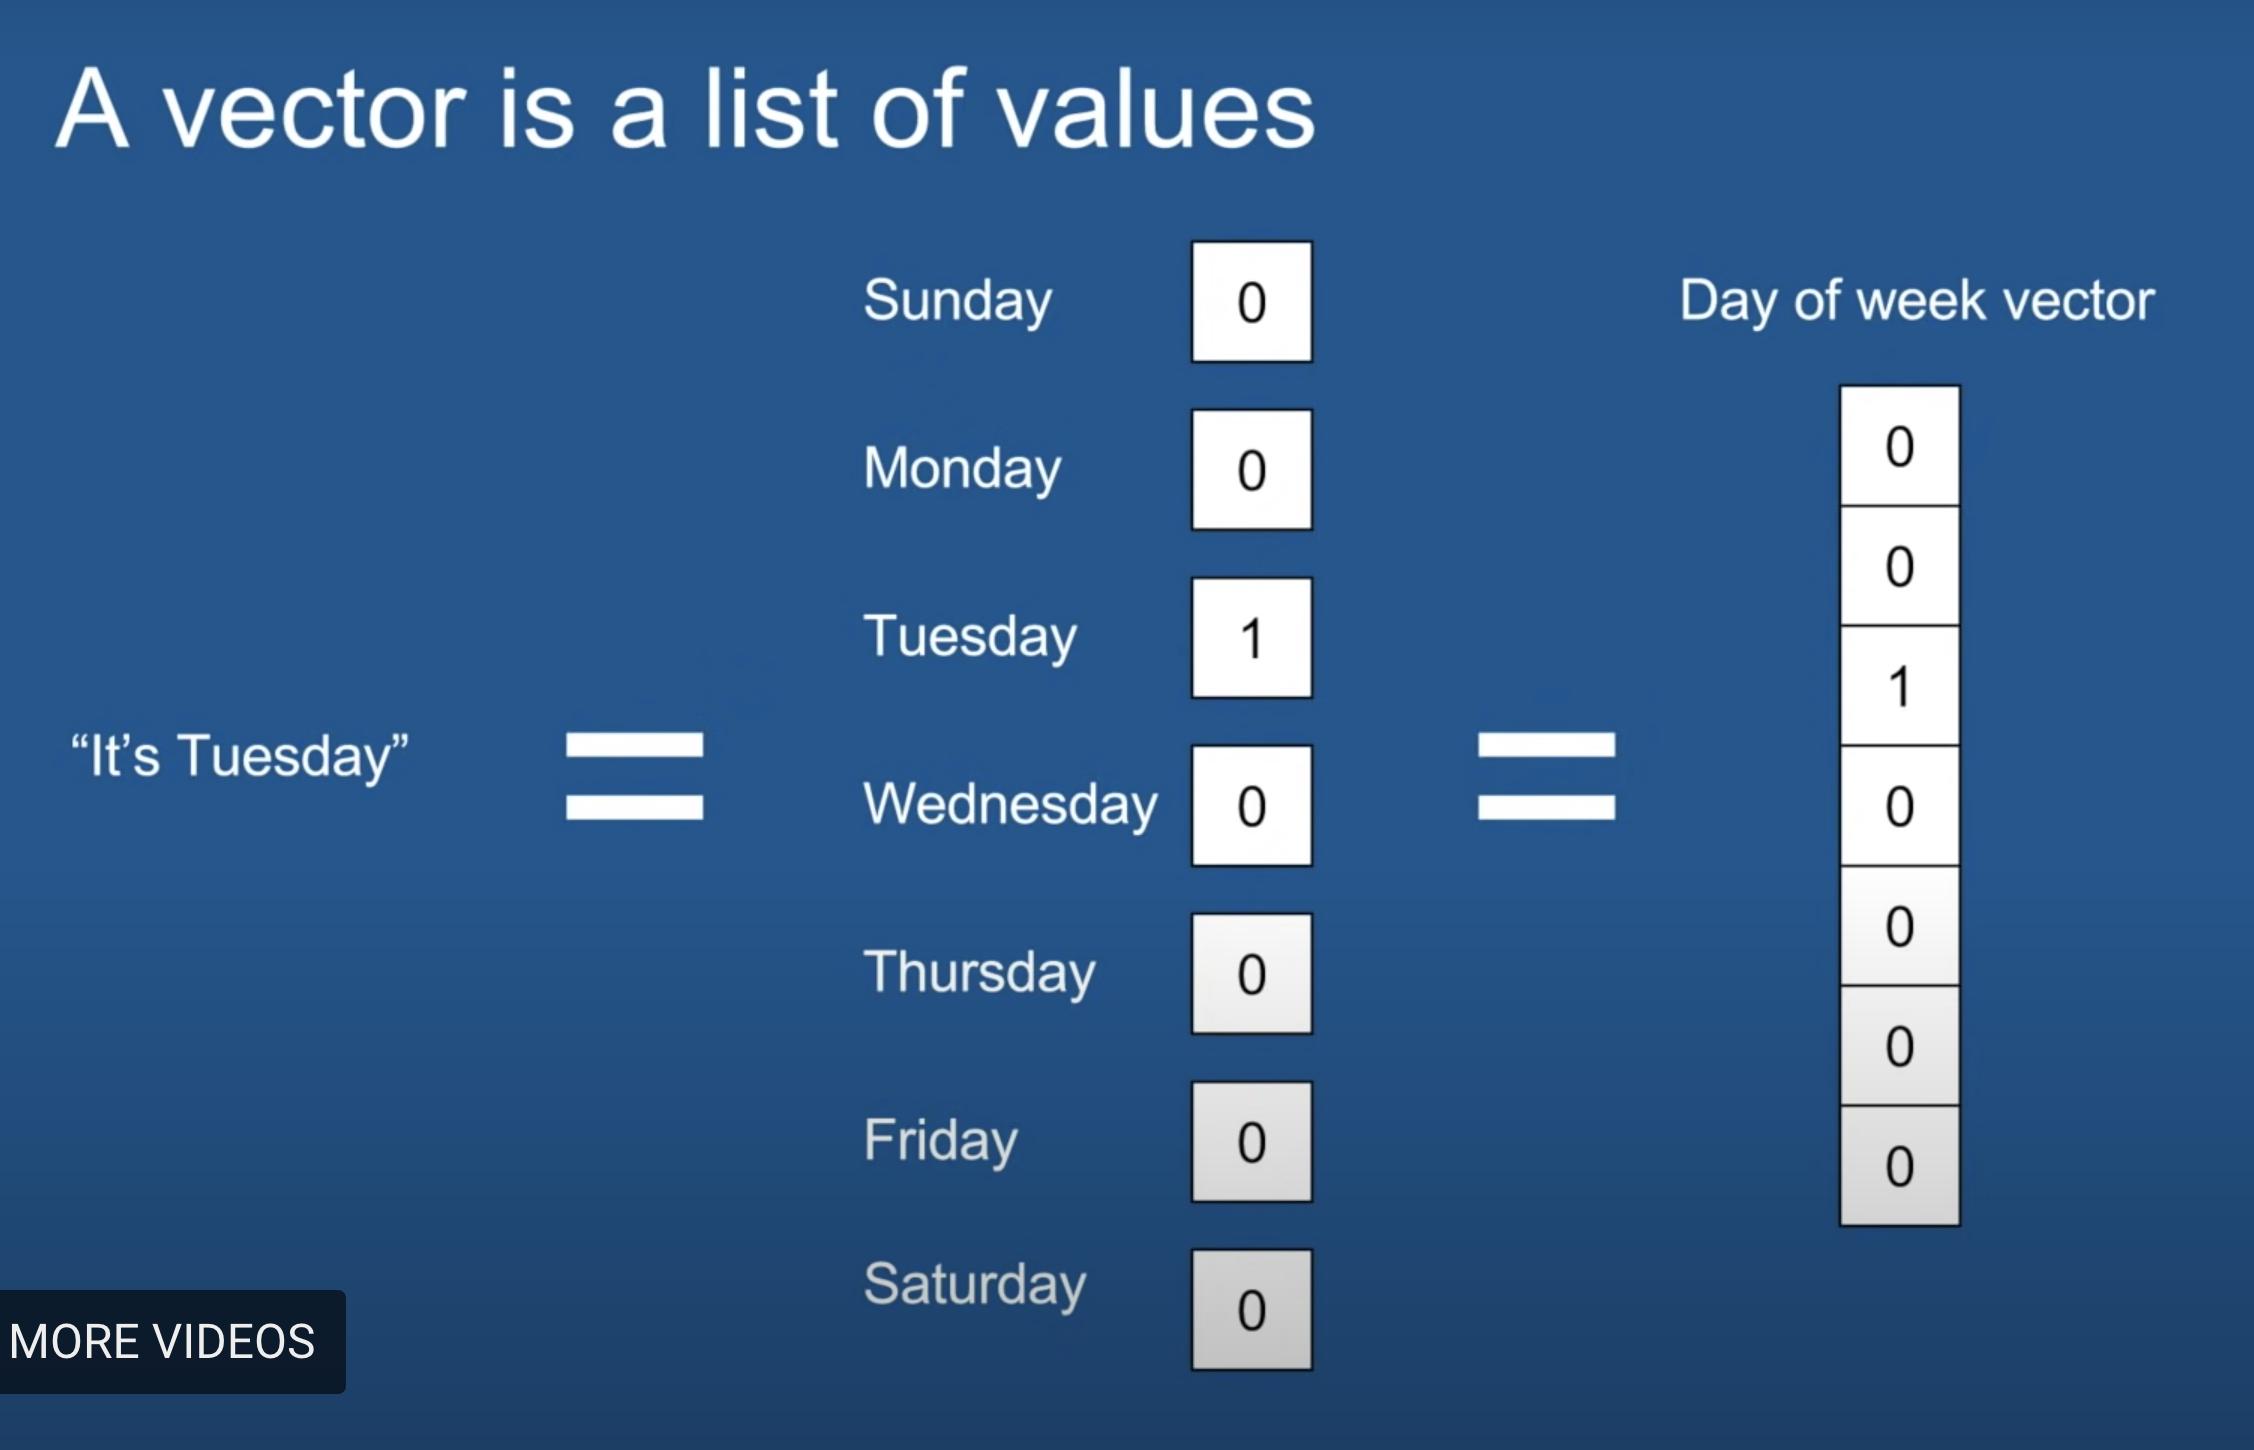 A vector is a list of values
Sunday 0
Day of week vector
Monday 0
Tuesday 1
“It’s Tuesday” =
Wednesday 0
=
Thursday 0
Friday 0
Saturday 0
0
0
1
0
0
0
0
MORE VIDEOS